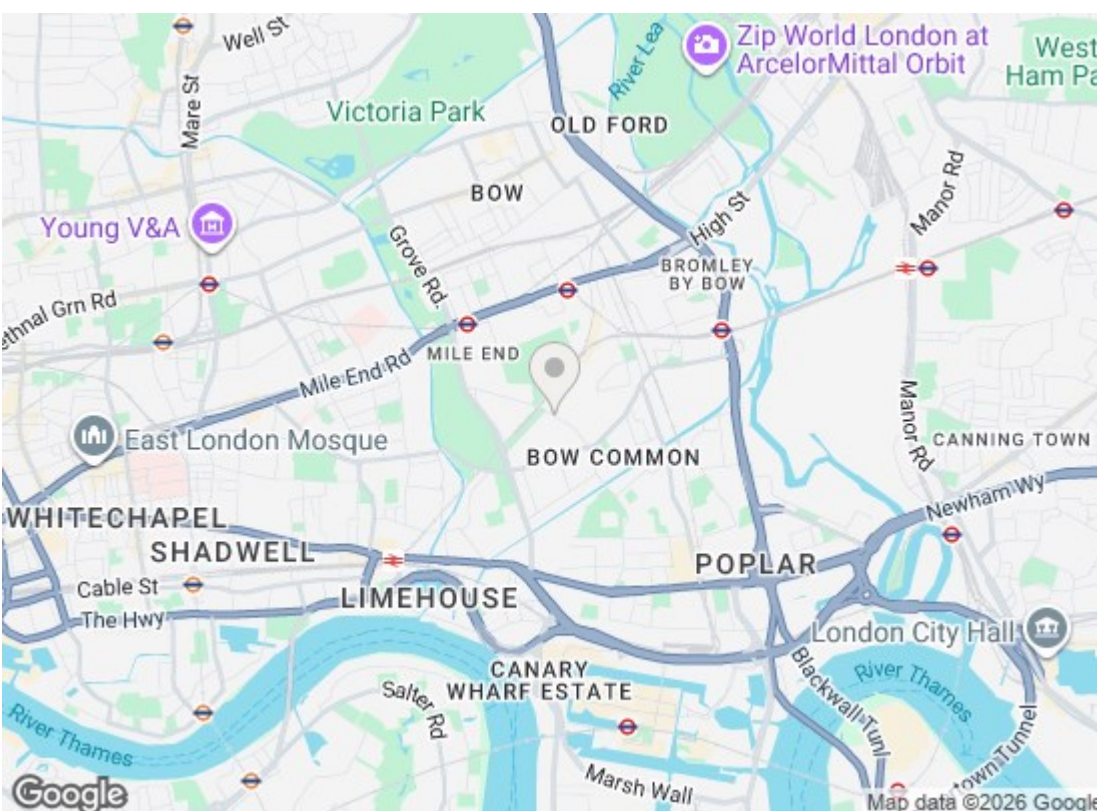 Well St
Zip World London at
ArcelorMittal Orbit
West
Ham Pa
River Lea
Mare St
Victoria Park
OLD FORD
Manor Rd
BOW
Young V&A
High St
Grove Rd.
BROMLEY
BY BOW
ethnal Grn Rd
MILE END
Mile End Rd
Manor Rd
East London Mosque
CANNING TOWN
BOW COMMON
Newham Wy
WHITECHAPEL
SHADWELL
POPLAR
Cable St
LIMEHOUSE
The Hwy
London City Hall
CANARY
WHARF ESTATE
Blackwall Tunl
River Thames
Salter Rd
River Thames
town Tunnel
Marsh Wall
Google
Map data ©2026 Google